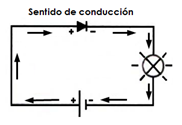 Sentido de conducción
+ -
+ -